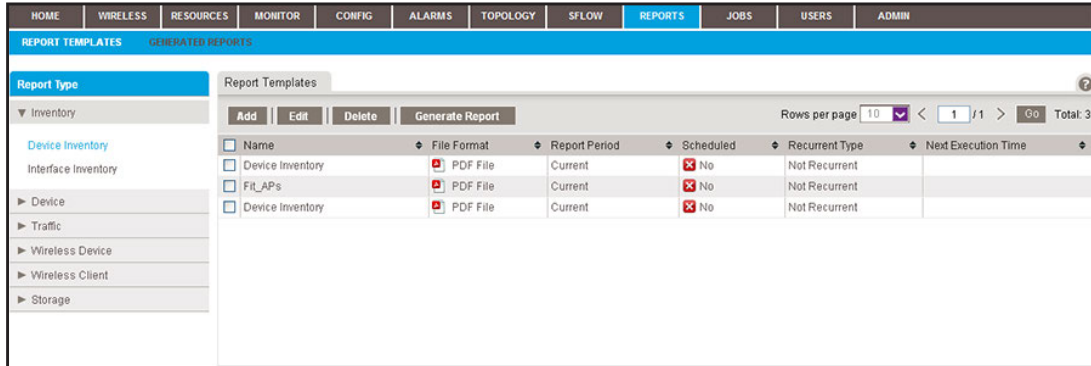 HOME WIRELESS RESOURCES MONITOR CONFIG ALARMS TOPOLOGY SFLOW REPORTS JOBS USERS ADMIN
REPORT TEMPLATES GENERATED REPORTS
Report Type
Inventory
Device Inventory
Interface Inventory
Device
Traffic
Wireless Device
Wireless Client
Storage
Report Templates
Add Edit Delete Generate Report Rows per page 10 < 1 /1 > Go Total: 3
Name File Format Report Period Scheduled Recurrent Type Next Execution Time
Device Inventory PDF File Current No Not Recurrent
Fit_APs PDF File Current No Not Recurrent
Device Inventory PDF File Current No Not Recurrent